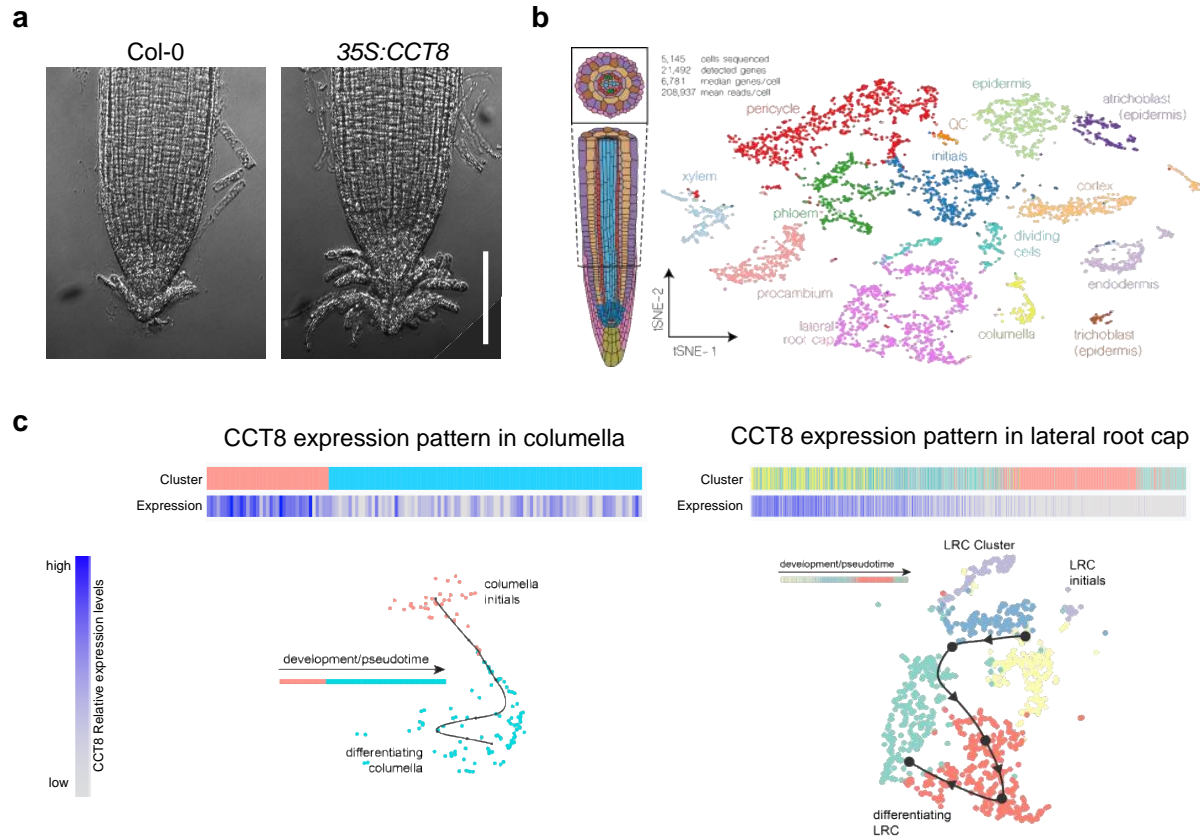 a
Col-0
35S:CCT8
b
5,145 cells sequenced
21,492 detected genes
6,781 median genes/cell
208,937 mean reads/cell
pericycle
epidermis
atrichoblast
(epidermis)
QC
initials
xylem
cortex
phloem
dividing
cells
endodermis
procambium
columella
lateral
root cap
trichoblast
(epidermis)
tSNE-2
tSNE-1
c
CCT8 expression pattern in columella
Cluster
Expression
high
low
CCT8 Relative expression levels
columella
initials
development/pseudotime
differentiating
columella
CCT8 expression pattern in lateral root cap
Cluster
Expression
LRC Cluster
LRC
initials
development/pseudotime
differentiating
LRC